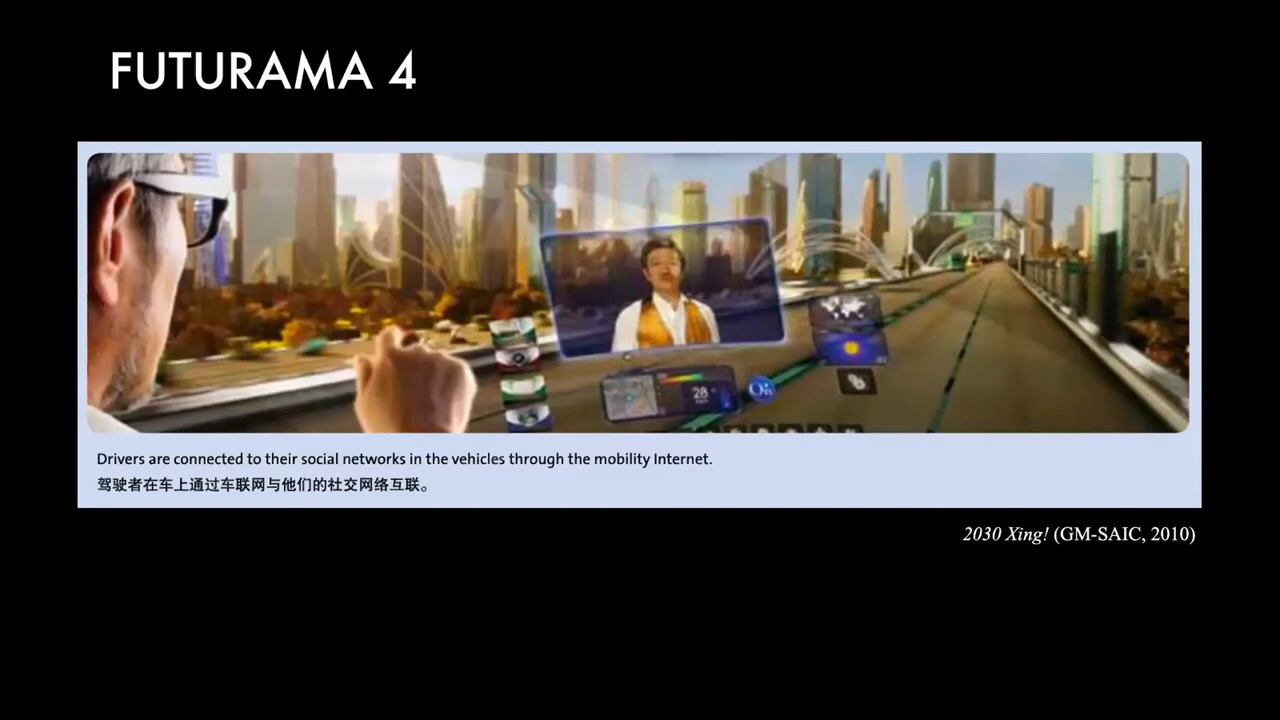 FUTURAMA 4
28
On
Drivers are connected to their social networks in the vehicles through the mobility Internet.
驾驶者在车上通过车联网与他们的社交网络互联。
2030 Xing! (GM-SAIC, 2010)